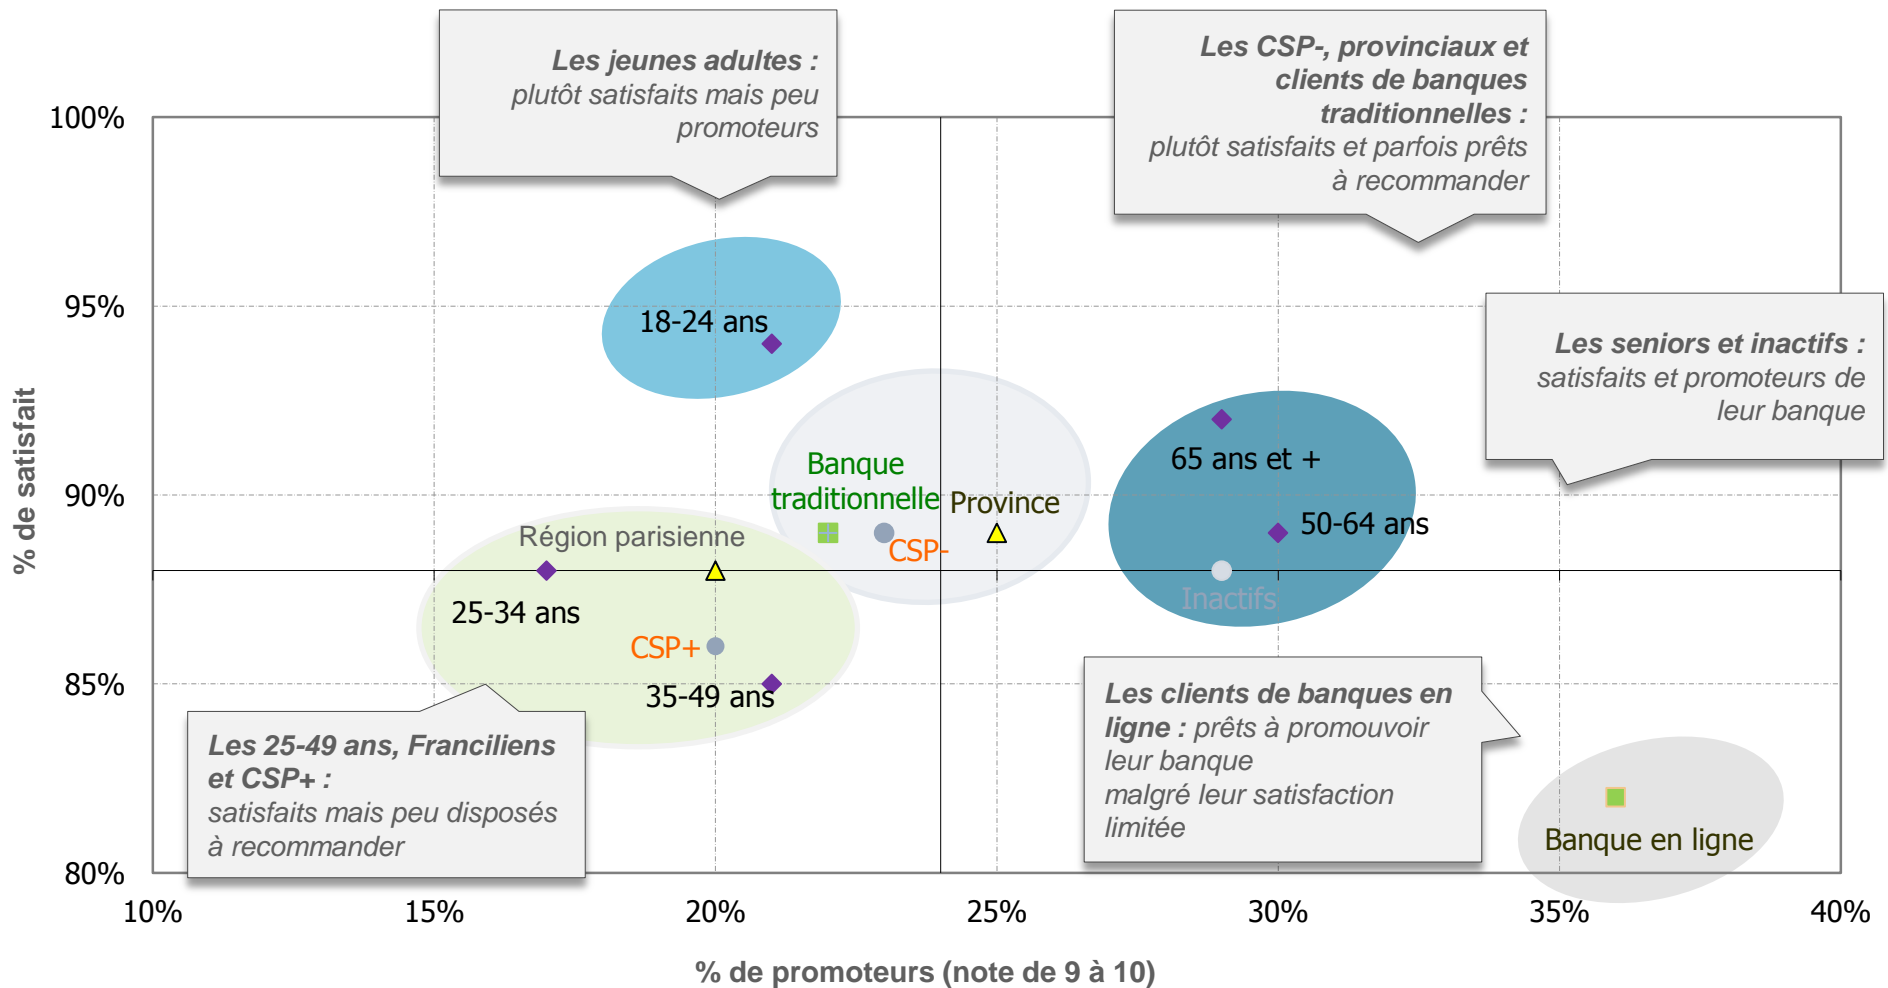 Les jeunes adultes :
plutôt satisfaits mais peu
promoteurs
Les CSP-, provinciaux et
clients de banques
traditionnelles :
plutôt satisfaits et parfois prêts
à recommander
100%
95%
90%
85%
80%
% de satisfait
18-24 ans
Les seniors et inactifs :
satisfaits et promoteurs de
leur banque
Banque
traditionnelle
Province
CSP-
65 ans et +
50-64 ans
Inactifs
Région parisienne
25-34 ans
CSP+
35-49 ans
Les 25-49 ans, Franciliens
et CSP+ :
satisfaits mais peu disposés
à recommander
Les clients de banques en
ligne : prêts à promouvoir
leur banque
malgré leur satisfaction
limitée
Banque en ligne
10%
15%
20%
25%
30%
35%
40%
% de promoteurs (note de 9 à 10)